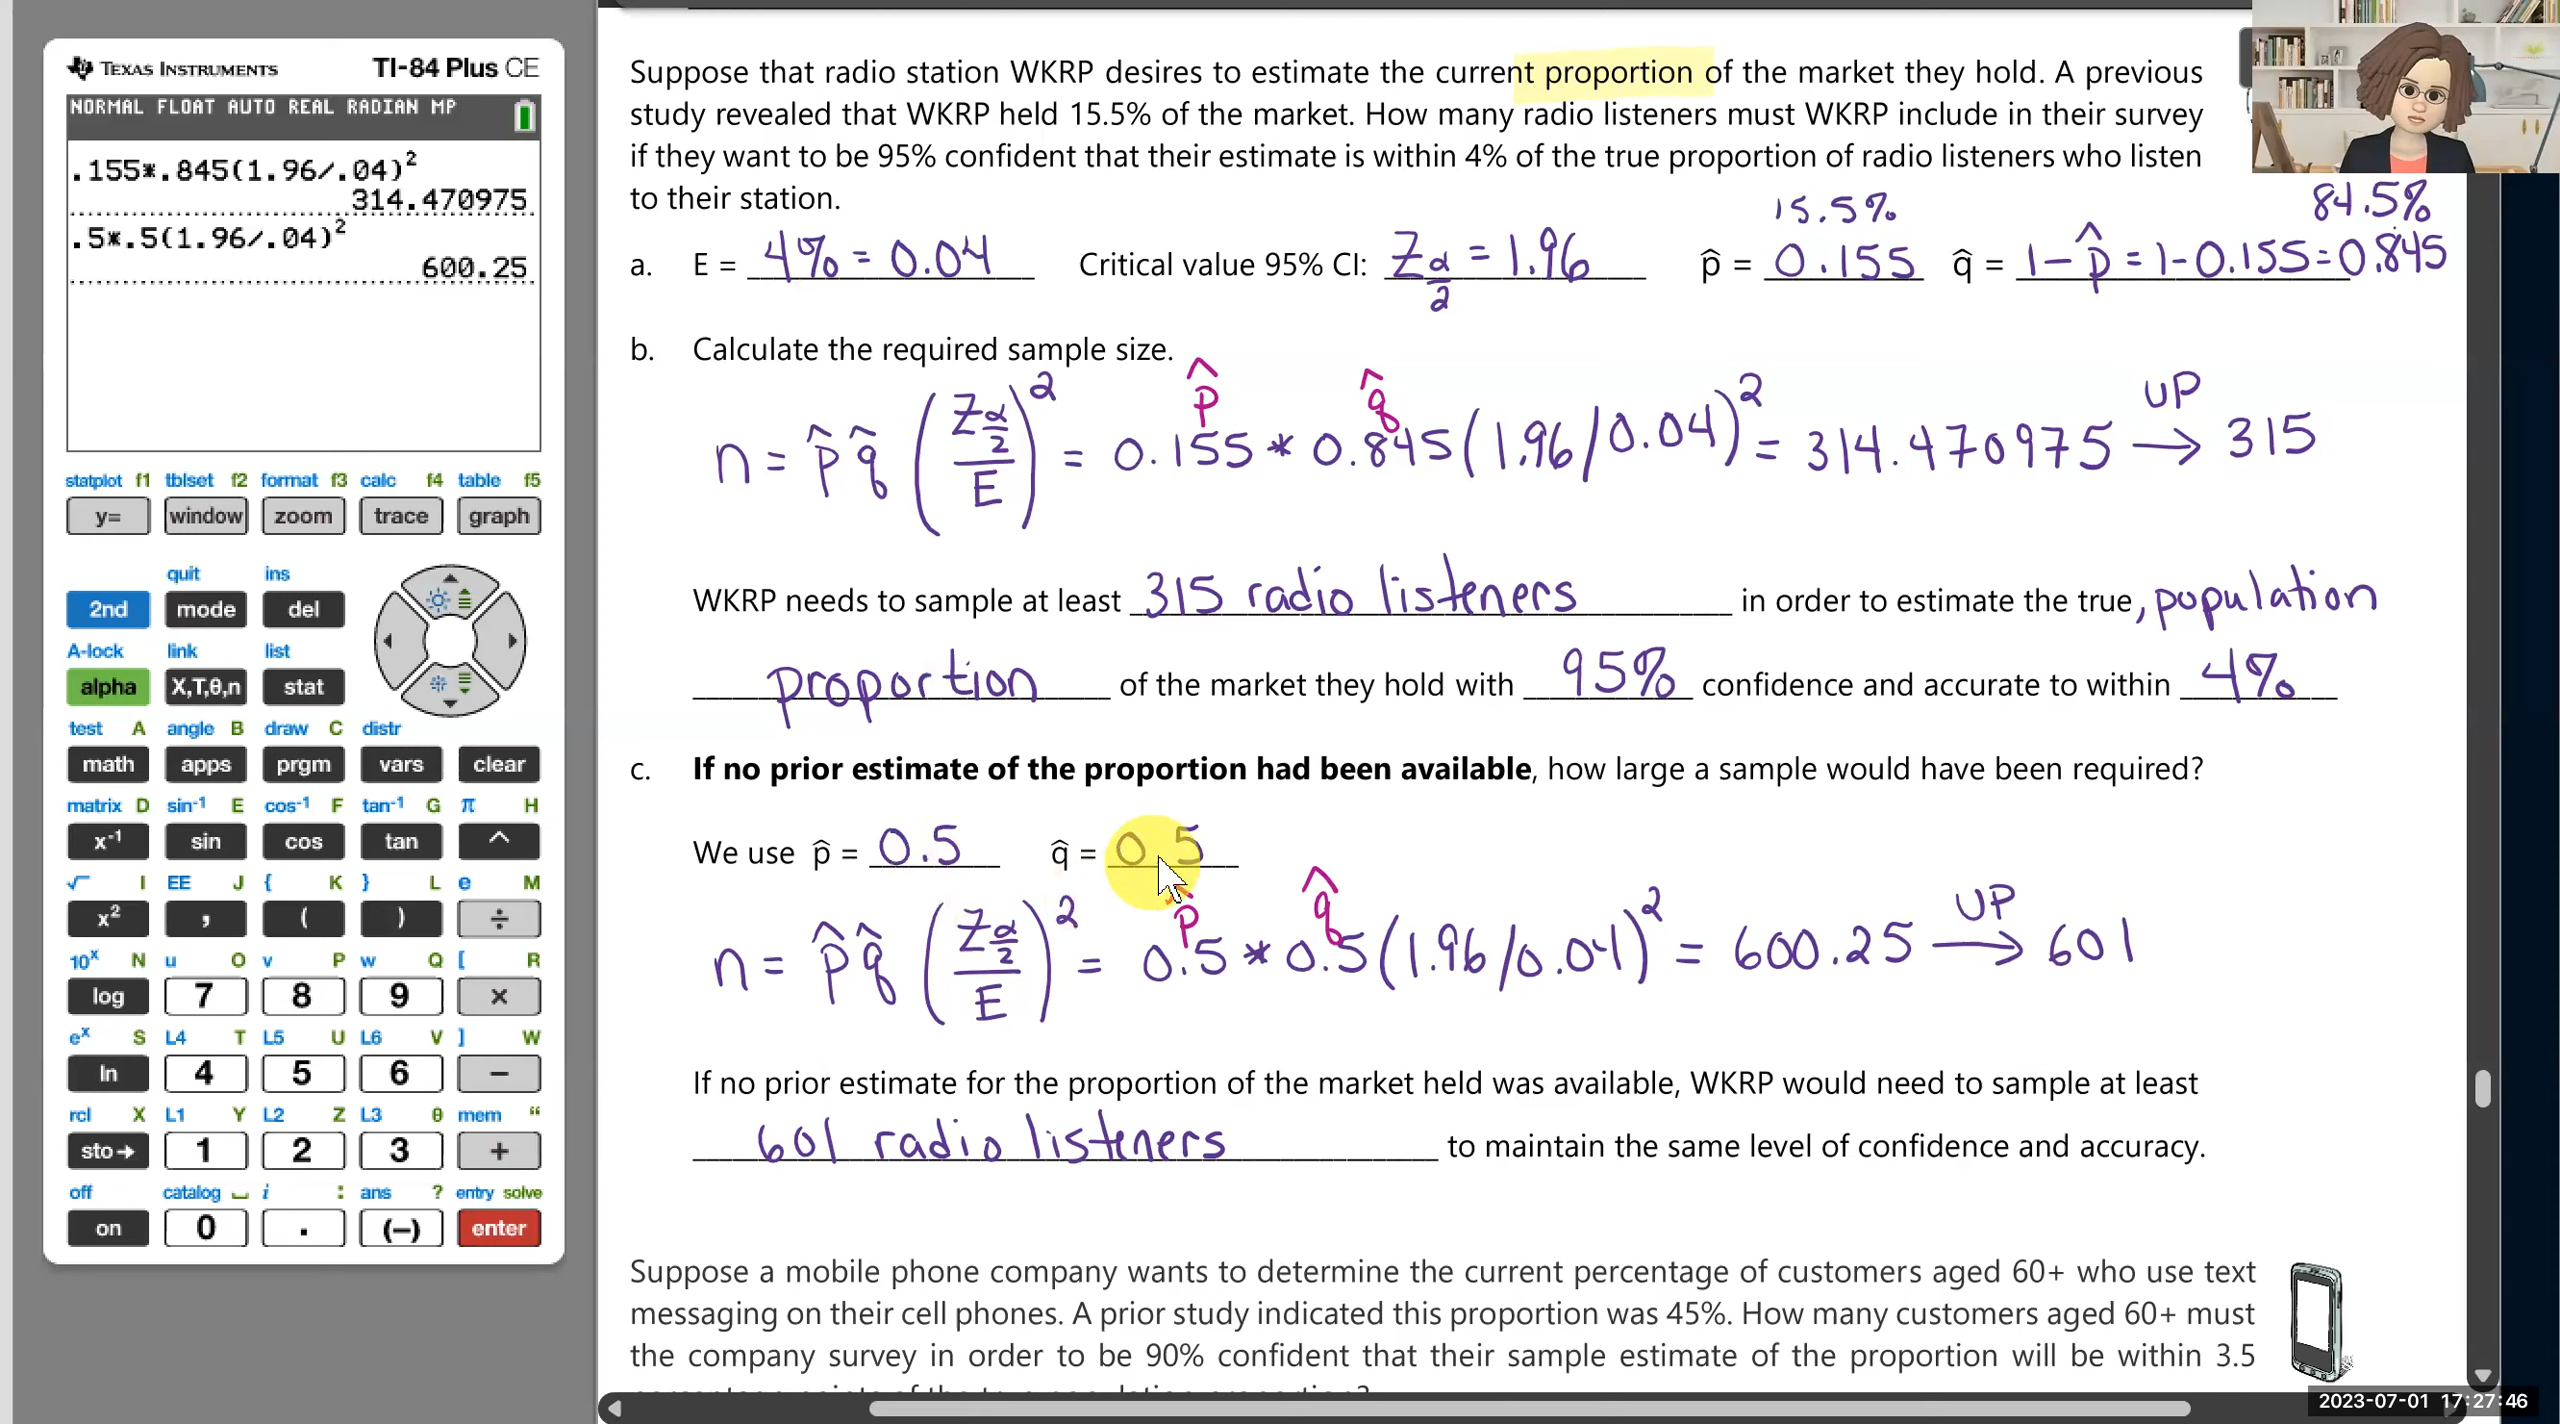 TEXAS INSTRUMENTS TI-84 Plus CE
NORMAL FLOAT AUTO REAL RADIAN MP
.155*.845(1.96/.04)²
314.470975
.5*.5(1.96/.04)²
600.25
statplot f1 tblset f2 format f3 calc f4 table f5
y= window zoom trace graph
quit ins
2nd mode del
A-lock link list
alpha X,T,θ,n stat
test A angle B draw C distr
math apps prgm vars clear
matrix D sin⁻¹ E cos⁻¹ F tan⁻¹ G π H
x⁻¹ sin cos tan ^
√ I EE J { K } L e M
x² , ( ) ÷
10ˣ N u O v P w Q [ R
log 7 8 9 ×
eˣ S L4 T L5 U L6 V ] W
ln 4 5 6 −
rcl X L1 Y L2 Z L3 θ mem "
sto→ 1 2 3 +
off catalog ⌴ i : ans ? entry solve
on 0 . (−) enter
Suppose that radio station WKRP desires to estimate the current proportion of the market they hold. A previous
study revealed that WKRP held 15.5% of the market. How many radio listeners must WKRP include in their survey
if they want to be 95% confident that their estimate is within 4% of the true proportion of radio listeners who listen
to their station.
15.5% 84.5%
a. E = 4% = 0.04 Critical value 95% CI: Z α/2 = 1.96 p̂ = 0.155 q̂ = 1 − p̂ = 1 - 0.155 = 0.845
b. Calculate the required sample size.
p̂ q̂
n = p̂ q̂ (Z α/2 / E)² = 0.155 * 0.845 (1.96/0.04)² = 314.470975 UP → 315
WKRP needs to sample at least 315 radio listeners in order to estimate the true, population
proportion of the market they hold with 95% confidence and accurate to within 4%
c. If no prior estimate of the proportion had been available, how large a sample would have been required?
We use p̂ = 0.5 q̂ = 0.5
p̂ q̂
n = p̂ q̂ (Z α/2 / E)² = 0.5 * 0.5 (1.96/0.04)² = 600.25 UP → 601
If no prior estimate for the proportion of the market held was available, WKRP would need to sample at least
601 radio listeners to maintain the same level of confidence and accuracy.
Suppose a mobile phone company wants to determine the current percentage of customers aged 60+ who use text
messaging on their cell phones. A prior study indicated this proportion was 45%. How many customers aged 60+ must
the company survey in order to be 90% confident that their sample estimate of the proportion will be within 3.5
2023-07-01 17:27:46